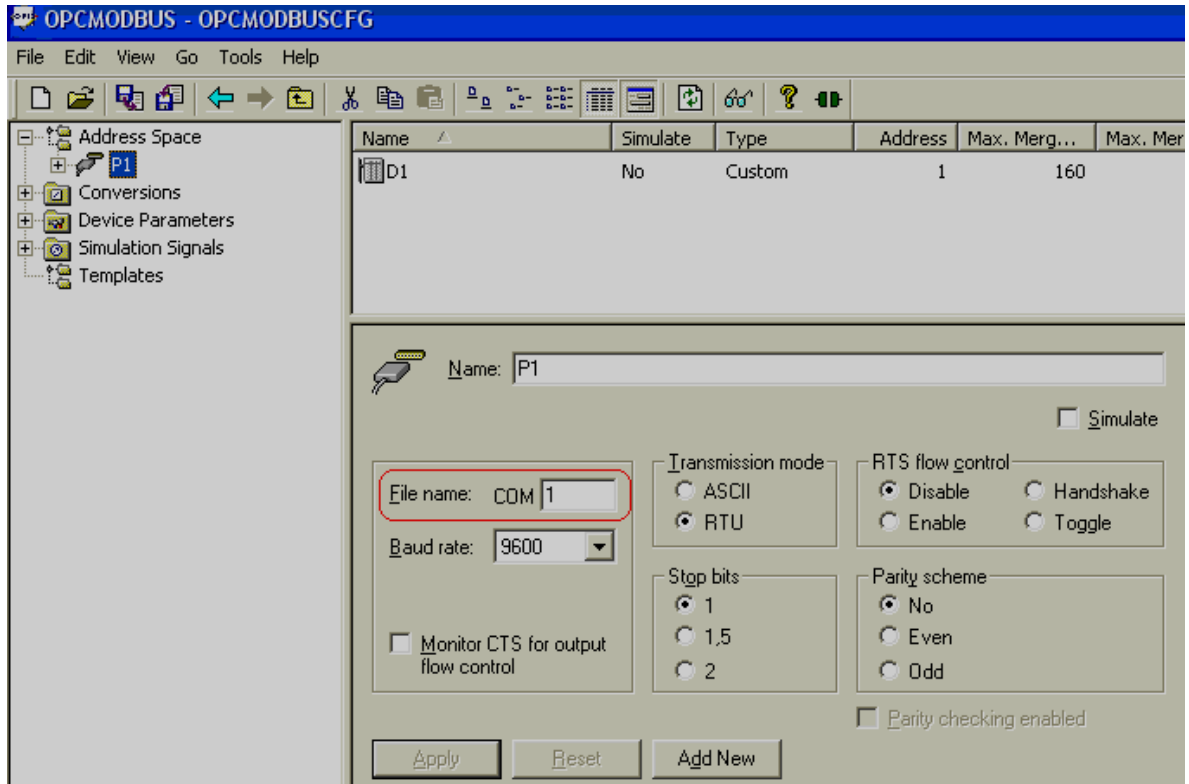 OPCMODBUS - OPCMODBUSCFG
File Edit View Go Tools Help
Address Space
P1
Conversions
Device Parameters
Simulation Signals
Templates
Name Simulate Type Address Max. Merg... Max. Mer
D1 No Custom 1 160
Name: P1
Simulate
File name: COM 1
Baud rate: 9600
Monitor CTS for output
flow control
Transmission mode
ASCII
RTU
RTS flow control
Disable Handshake
Enable Toggle
Stop bits
1
1,5
2
Parity scheme
No
Even
Odd
Parity checking enabled
Apply Reset Add New